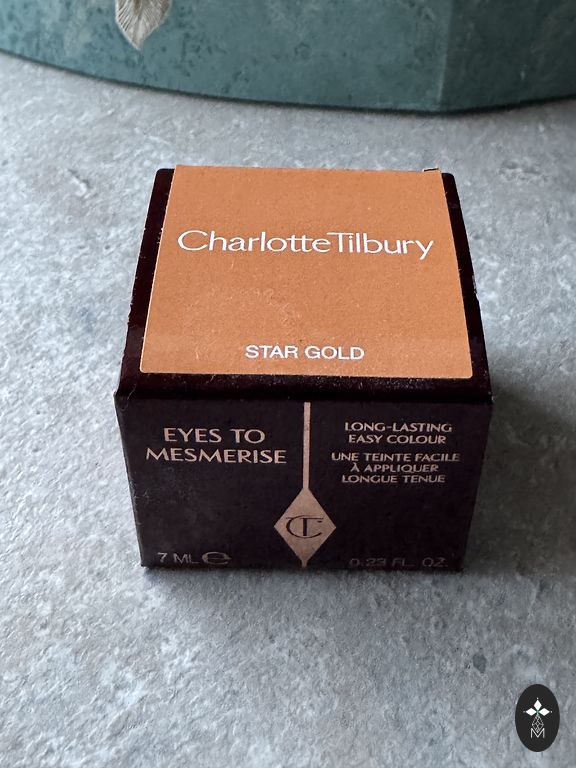 CharlotteTilbury
STAR GOLD
EYES TO
MESMERISE
LONG-LASTING
EASY COLOUR
UNE TEINTE FACILE
À APPLIQUER
LONGUE TENUE
CT
7 ML ℮
0.23 FL. OZ.
M